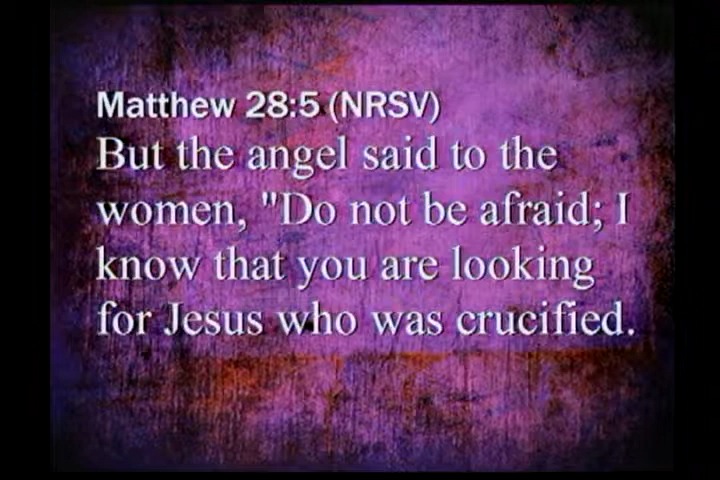 Matthew 28:5 (NRSV)
But the angel said to the
women, "Do not be afraid; I
know that you are looking
for Jesus who was crucified.